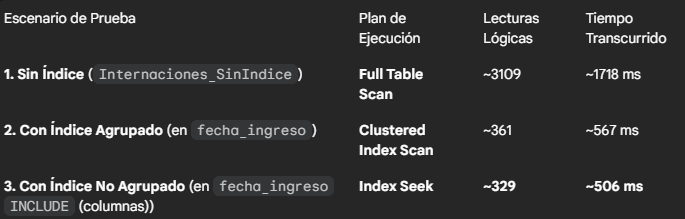 Escenario de Prueba Plan de Lecturas Tiempo
Ejecución Lógicas Transcurrido
1. Sin Índice ( Internaciones_SinIndice ) Full Table ~3109 ~1718 ms
Scan
2. Con Índice Agrupado (en fecha_ingreso ) Clustered ~361 ~567 ms
Index Scan
3. Con Índice No Agrupado (en fecha_ingreso Index Seek ~329 ~506 ms
INCLUDE (columnas))